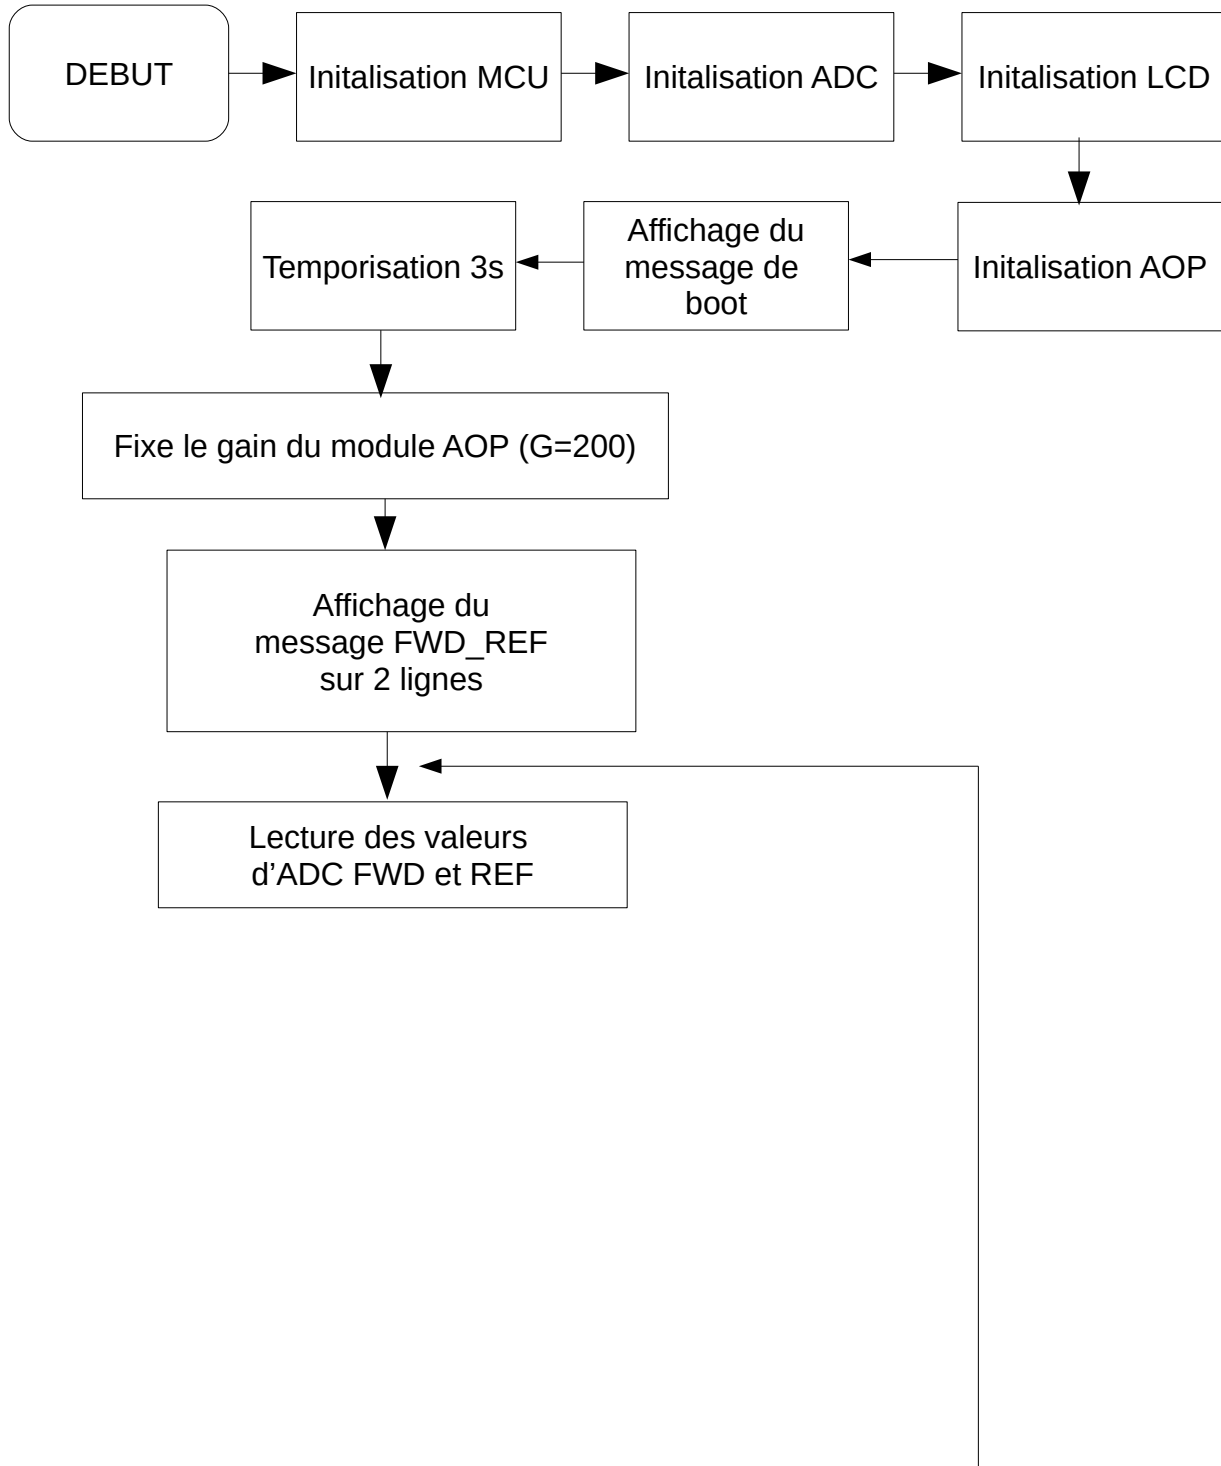 DEBUT
Initalisation MCU
Initalisation ADC
Initalisation LCD
Initalisation AOP
Affichage du
message de
boot
Temporisation 3s
Fixe le gain du module AOP (G=200)
Affichage du
message FWD_REF
sur 2 lignes
Lecture des valeurs
d’ADC FWD et REF